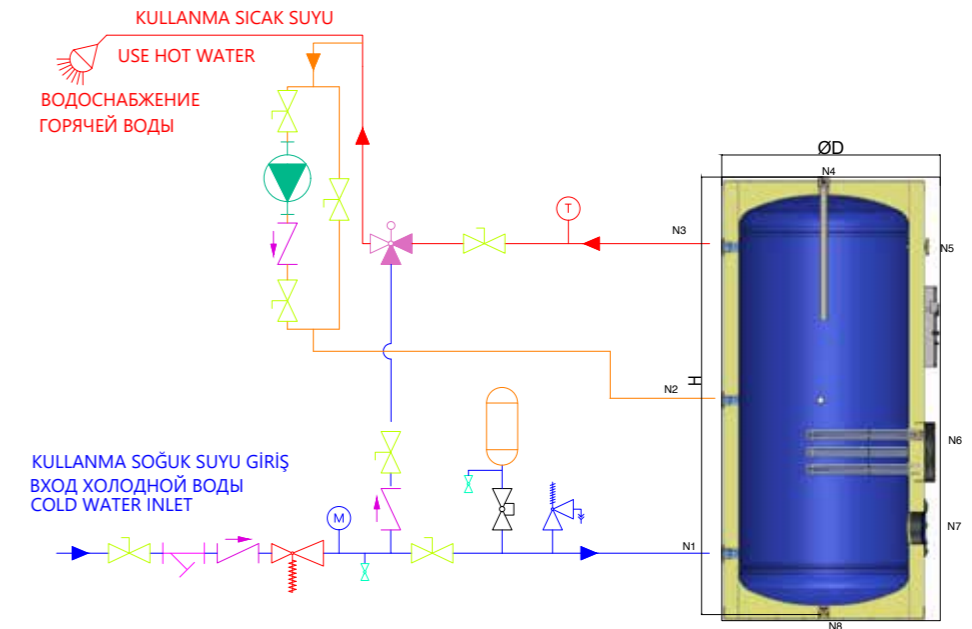 KULLANMA SICAK SUYU
USE HOT WATER
ВОДОСНАБЖЕНИЕ
ГОРЯЧЕЙ ВОДЫ
ØD
N4
T
N3
N5
H
N2
N6
KULLANMA SOĞUK SUYU GİRİŞ
ВХОД ХОЛОДНОЙ ВОДЫ
COLD WATER INLET
M
N7
N1
N8